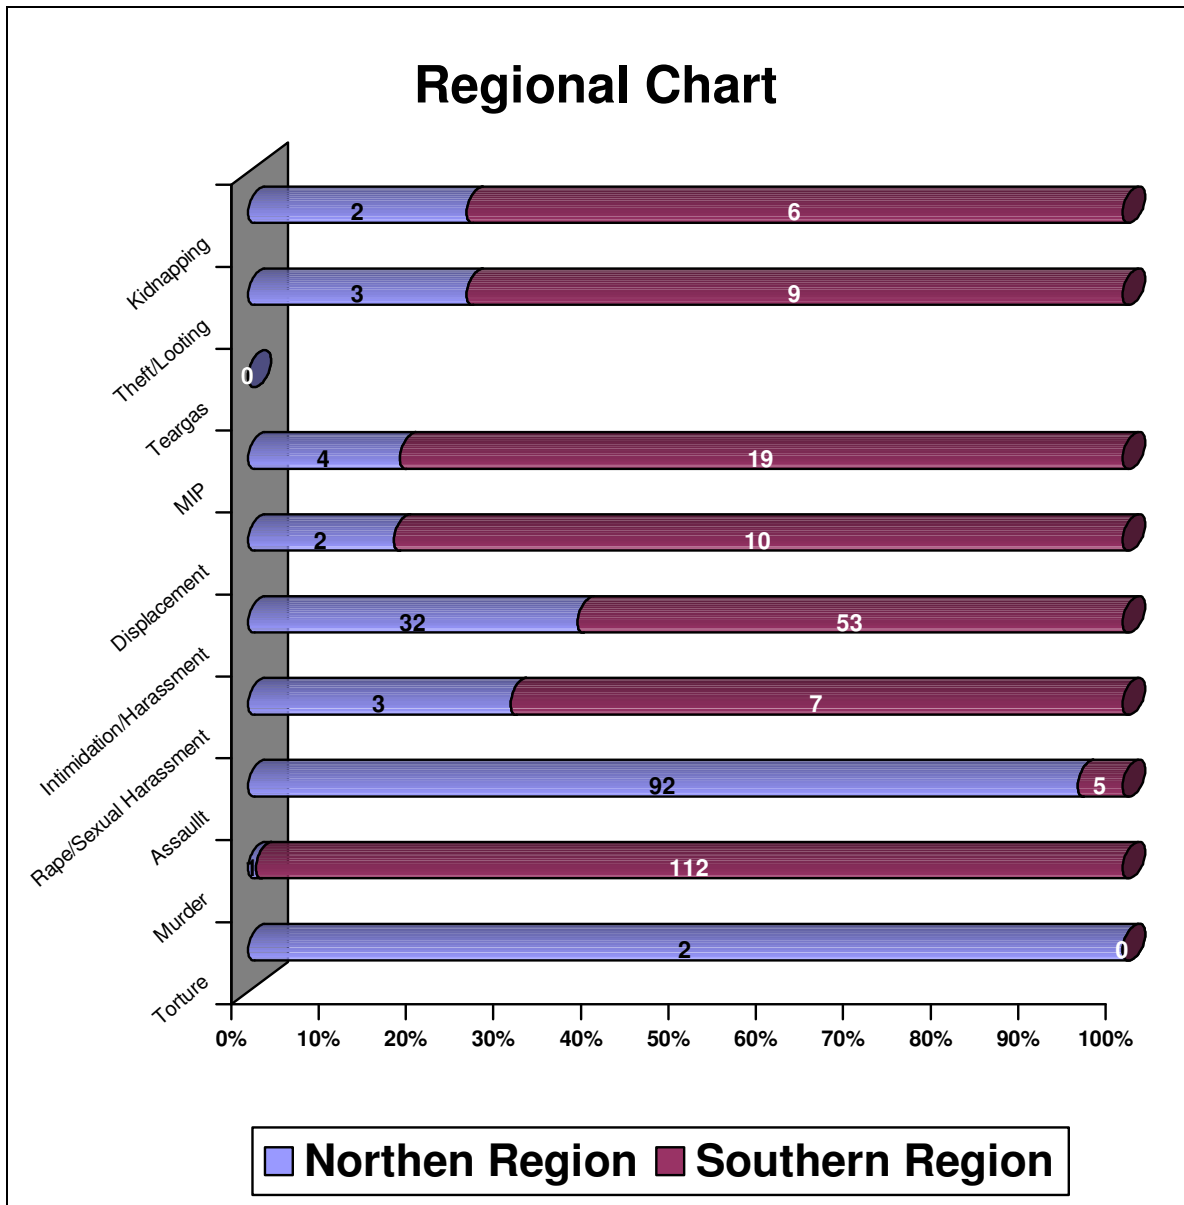 Regional Chart
2
6
Kidnapping
3
9
Theft/Looting
0
Teargas
4
19
MIP
2
10
Displacement
32
53
Intimidation/Harassment
3
7
Rape/Sexual Harassment
92
5
Assaullt
1
112
Murder
2
0
Torture
0% 10% 20% 30% 40% 50% 60% 70% 80% 90% 100%
Northen Region Southern Region